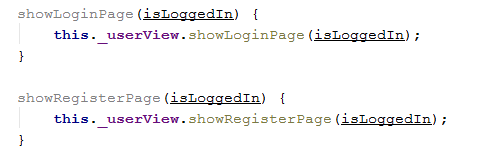 showLoginPage(isLoggedIn) {
    this._userView.showLoginPage(isLoggedIn);
}

showRegisterPage(isLoggedIn) {
    this._userView.showRegisterPage(isLoggedIn);
}